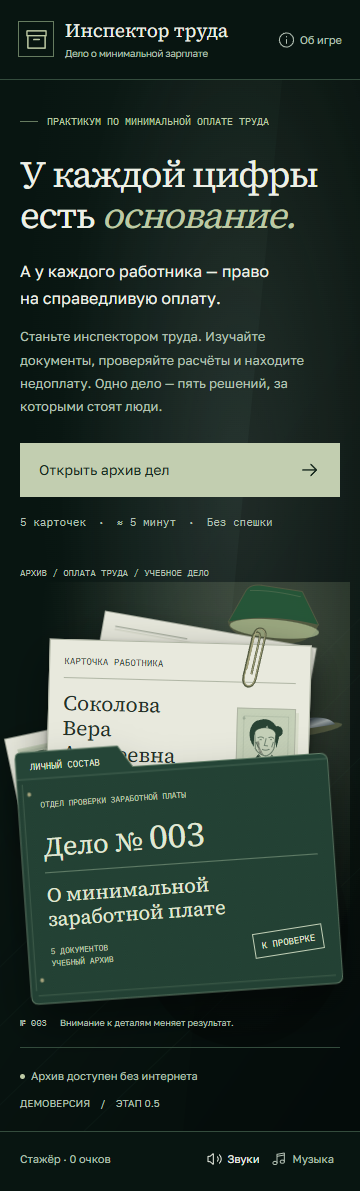 Инспектор труда
Дело о минимальной зарплате
Об игре
ПРАКТИКУМ ПО МИНИМАЛЬНОЙ ОПЛАТЕ ТРУДА
У каждой цифры
есть основание.
А у каждого работника — право
на справедливую оплату.
Станьте инспектором труда. Изучайте
документы, проверяйте расчёты и находите
недоплату. Одно дело — пять решений, за
которыми стоят люди.
Открыть архив дел →
5 карточек · ≈ 5 минут · Без спешки
АРХИВ / ОПЛАТА ТРУДА / УЧЕБНОЕ ДЕЛО
КАРТОЧКА РАБОТНИКА
Соколова
Вера
ЛИЧНЫЙ СОСТАВ
ОТДЕЛ ПРОВЕРКИ ЗАРАБОТНОЙ ПЛАТЫ
Дело № 003
О минимальной
заработной плате
5 ДОКУМЕНТОВ
УЧЕБНЫЙ АРХИВ
К ПРОВЕРКЕ
№ 003 Внимание к деталям меняет результат.
Архив доступен без интернета
ДЕМОВЕРСИЯ / ЭТАП 0.5
Стажёр · 0 очков
Звуки
Музыка